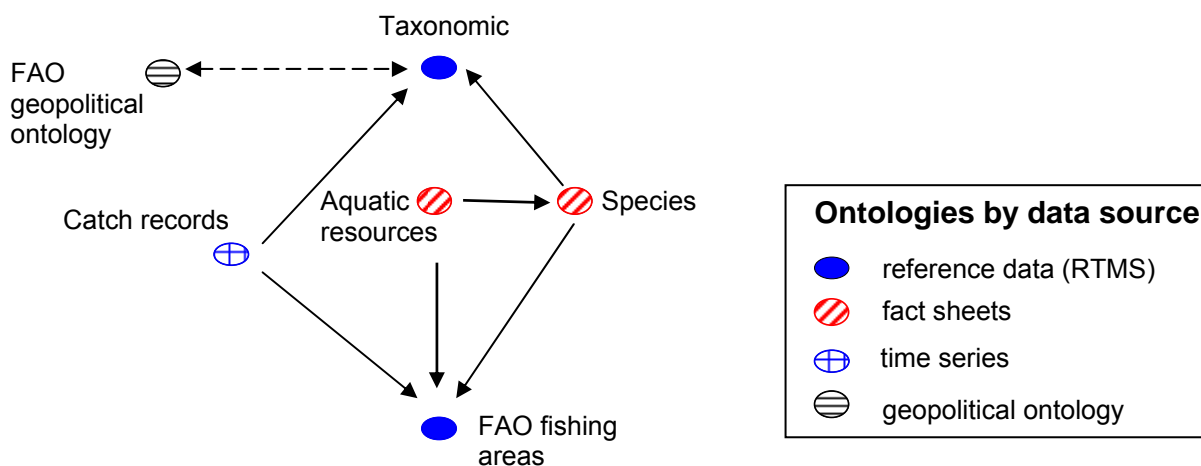 Taxonomic
FAO
geopolitical
ontology
Aquatic
resources
Species
Catch records
FAO fishing
areas
Ontologies by data source
reference data (RTMS)
fact sheets
time series
geopolitical ontology